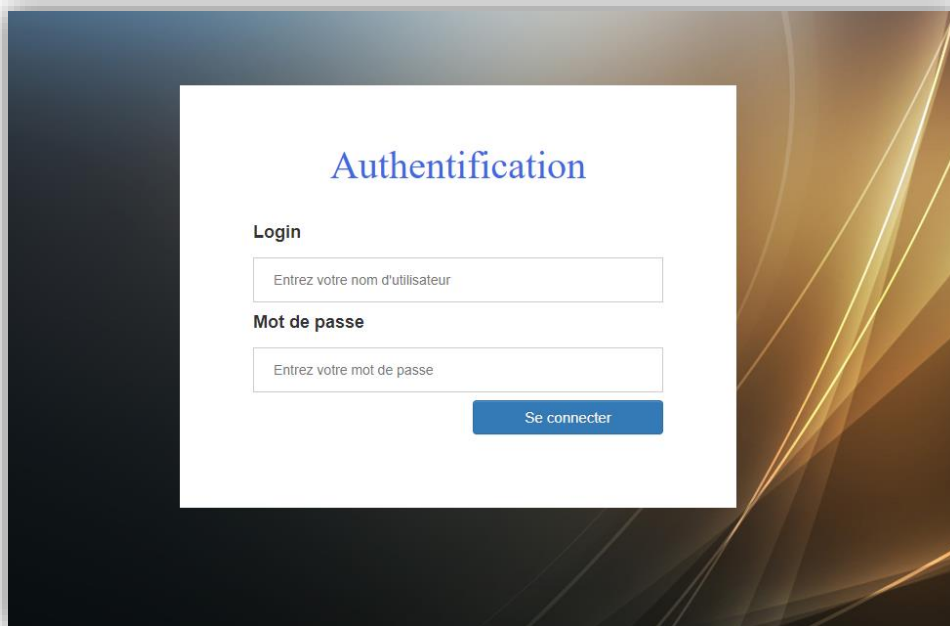 Authentification
Login
Entrez votre nom d'utilisateur
Mot de passe
Entrez votre mot de passe
Se connecter